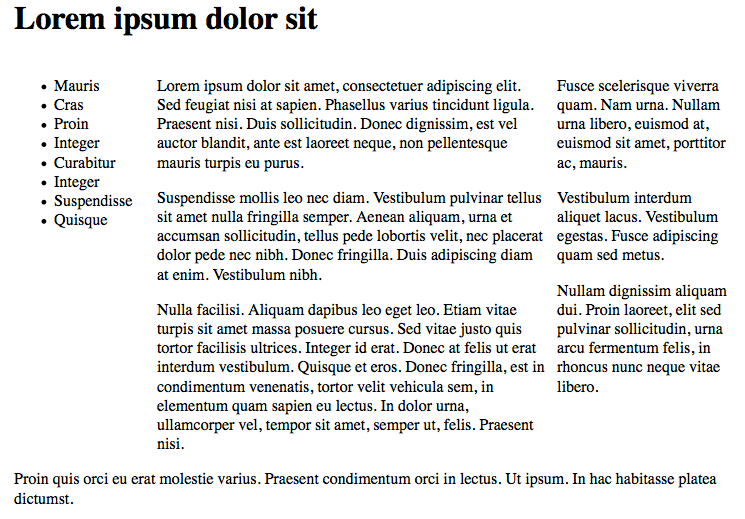 Lorem ipsum dolor sit
Mauris
Cras
Proin
Integer
Curabitur
Integer
Suspendisse
Quisque
Lorem ipsum dolor sit amet, consectetuer adipiscing elit.
Sed feugiat nisi at sapien. Phasellus varius tincidunt ligula.
Praesent nisi. Duis sollicitudin. Donec dignissim, est vel
auctor blandit, ante est laoreet neque, non pellentesque
mauris turpis eu purus.
Suspendisse mollis leo nec diam. Vestibulum pulvinar tellus
sit amet nulla fringilla semper. Aenean aliquam, urna et
accumsan sollicitudin, tellus pede lobortis velit, nec placerat
dolor pede nec nibh. Donec fringilla. Duis adipiscing diam
at enim. Vestibulum nibh.
Nulla facilisi. Aliquam dapibus leo eget leo. Etiam vitae
turpis sit amet massa posuere cursus. Sed vitae justo quis
tortor facilisis ultrices. Integer id erat. Donec at felis ut erat
interdum vestibulum. Quisque et eros. Donec fringilla, est in
condimentum venenatis, tortor velit vehicula sem, in
elementum quam sapien eu lectus. In dolor urna,
ullamcorper vel, tempor sit amet, semper ut, felis. Praesent
nisi.
Fusce scelerisque viverra
quam. Nam urna. Nullam
urna libero, euismod at,
euismod sit amet, porttitor
ac, mauris.
Vestibulum interdum
aliquet lacus. Vestibulum
egestas. Fusce adipiscing
quam sed metus.
Nullam dignissim aliquam
dui. Proin laoreet, elit sed
pulvinar sollicitudin, urna
arcu fermentum felis, in
rhoncus nunc neque vitae
libero.
Proin quis orci eu erat molestie varius. Praesent condimentum orci in lectus. Ut ipsum. In hac habitasse platea
dictumst.